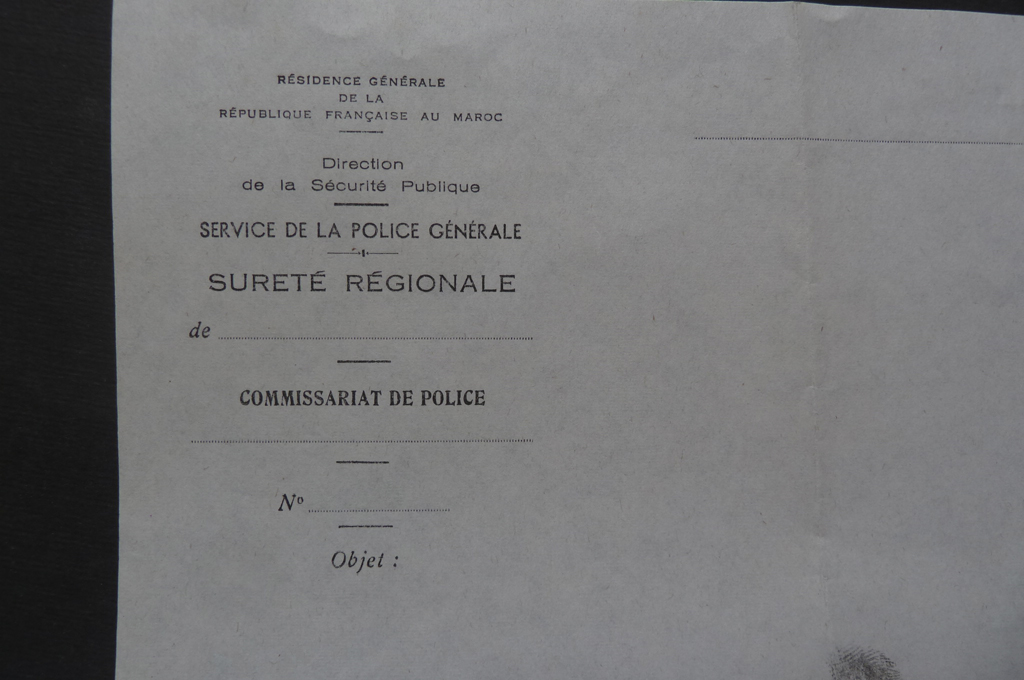 RÉSIDENCE GÉNÉRALE
DE LA
RÉPUBLIQUE FRANÇAISE AU MAROC
Direction
de la Sécurité Publique
SERVICE DE LA POLICE GÉNÉRALE
SURETÉ RÉGIONALE
de
COMMISSARIAT DE POLICE
Nº
Objet :